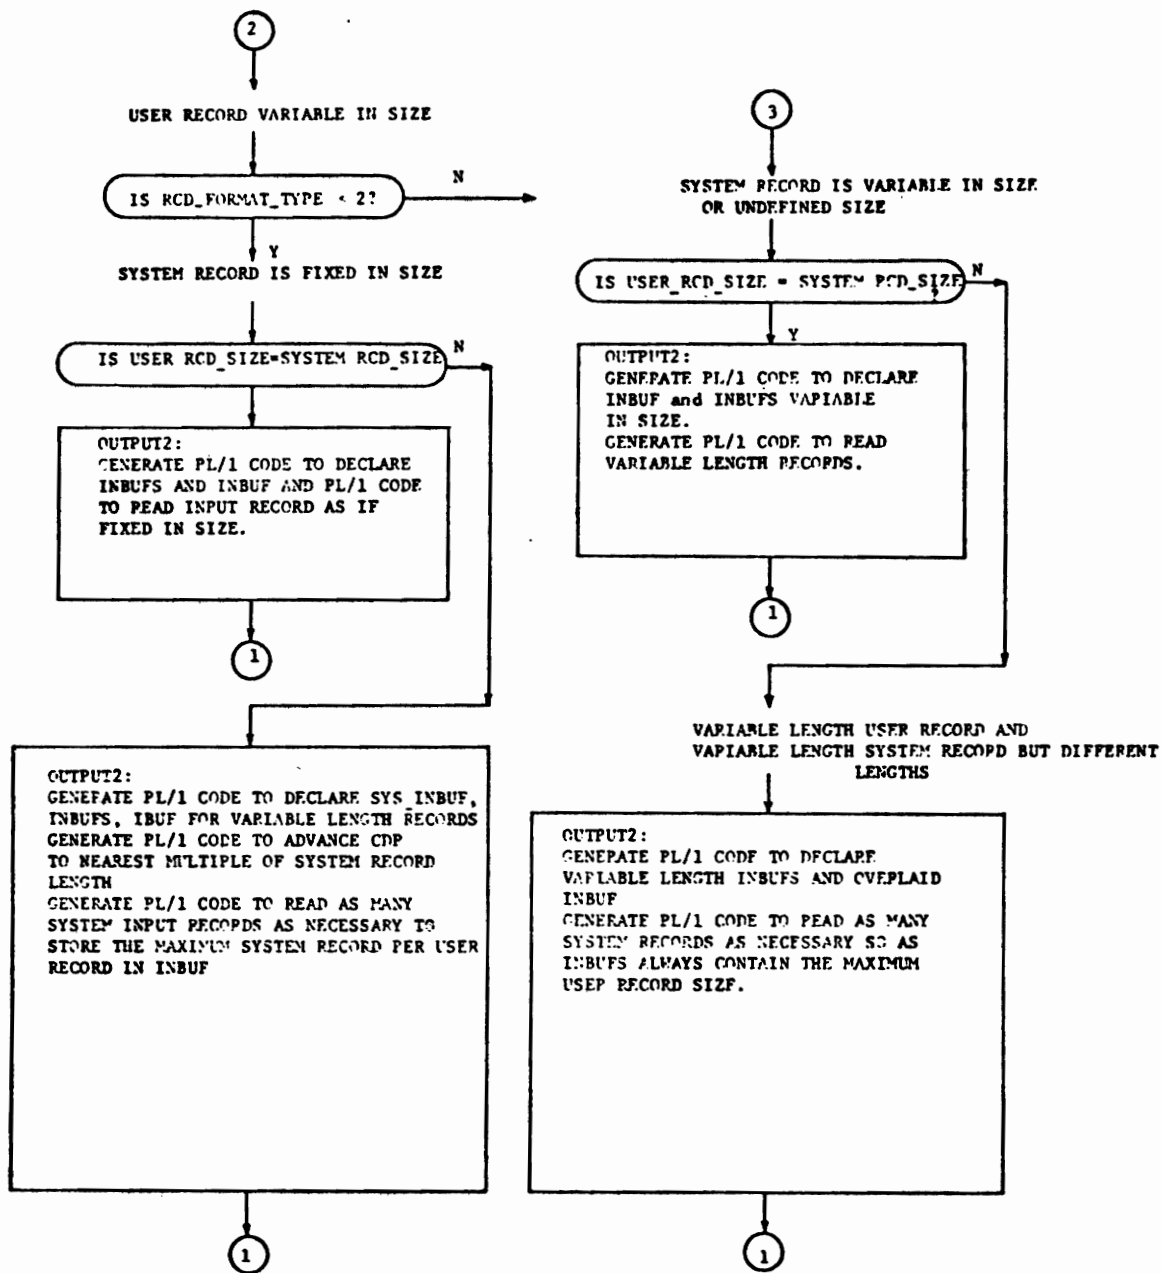 2
USER RECORD VARIABLE IN SIZE
IS RCD_FORMAT_TYPE < 2?
N
Y
SYSTEM RECORD IS FIXED IN SIZE
IS USER RCD_SIZE=SYSTEM RCD_SIZE
N
OUTPUT2:
GENERATE PL/1 CODE TO DECLARE
INBUFS AND INBUF AND PL/1 CODE
TO READ INPUT RECORD AS IF
FIXED IN SIZE.
1
OUTPUT2:
GENERATE PL/1 CODE TO DECLARE SYS_INBUF,
INBUFS, IBUF FOR VARIABLE LENGTH RECORDS
GENERATE PL/1 CODE TO ADVANCE CDP
TO NEAREST MULTIPLE OF SYSTEM RECORD
LENGTH
GENERATE PL/1 CODE TO READ AS MANY
SYSTEM INPUT RECORDS AS NECESSARY TO
STORE THE MAXIMUM SYSTEM RECORD PER USER
RECORD IN INBUF
1
3
SYSTEM RECORD IS VARIABLE IN SIZE
OR UNDEFINED SIZE
IS USER_RCD_SIZE = SYSTEM RCD_SIZE?
N
Y
OUTPUT2:
GENERATE PL/1 CODE TO DECLARE
INBUF and INBUFS VARIABLE
IN SIZE.
GENERATE PL/1 CODE TO READ
VARIABLE LENGTH RECORDS.
1
VARIABLE LENGTH USER RECORD AND
VARIABLE LENGTH SYSTEM RECORD BUT DIFFERENT
LENGTHS
OUTPUT2:
GENERATE PL/1 CODE TO DECLARE
VARIABLE LENGTH INBUFS AND OVERLAID
INBUF
GENERATE PL/1 CODE TO READ AS MANY
SYSTEM RECORDS AS NECESSARY SO AS
INBUFS ALWAYS CONTAIN THE MAXIMUM
USER RECORD SIZE.
1